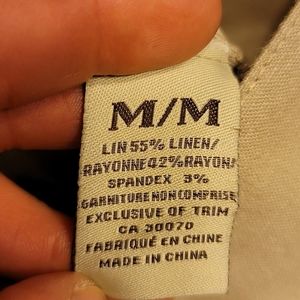 M/M
LIN 55% LINEN/
RAYONNE 42% RAYON/
SPANDEX 3%
GARNITURE NON COMPRISE
EXCLUSIVE OF TRIM
CA 30070
FABRIQUÉ EN CHINE
MADE IN CHINA